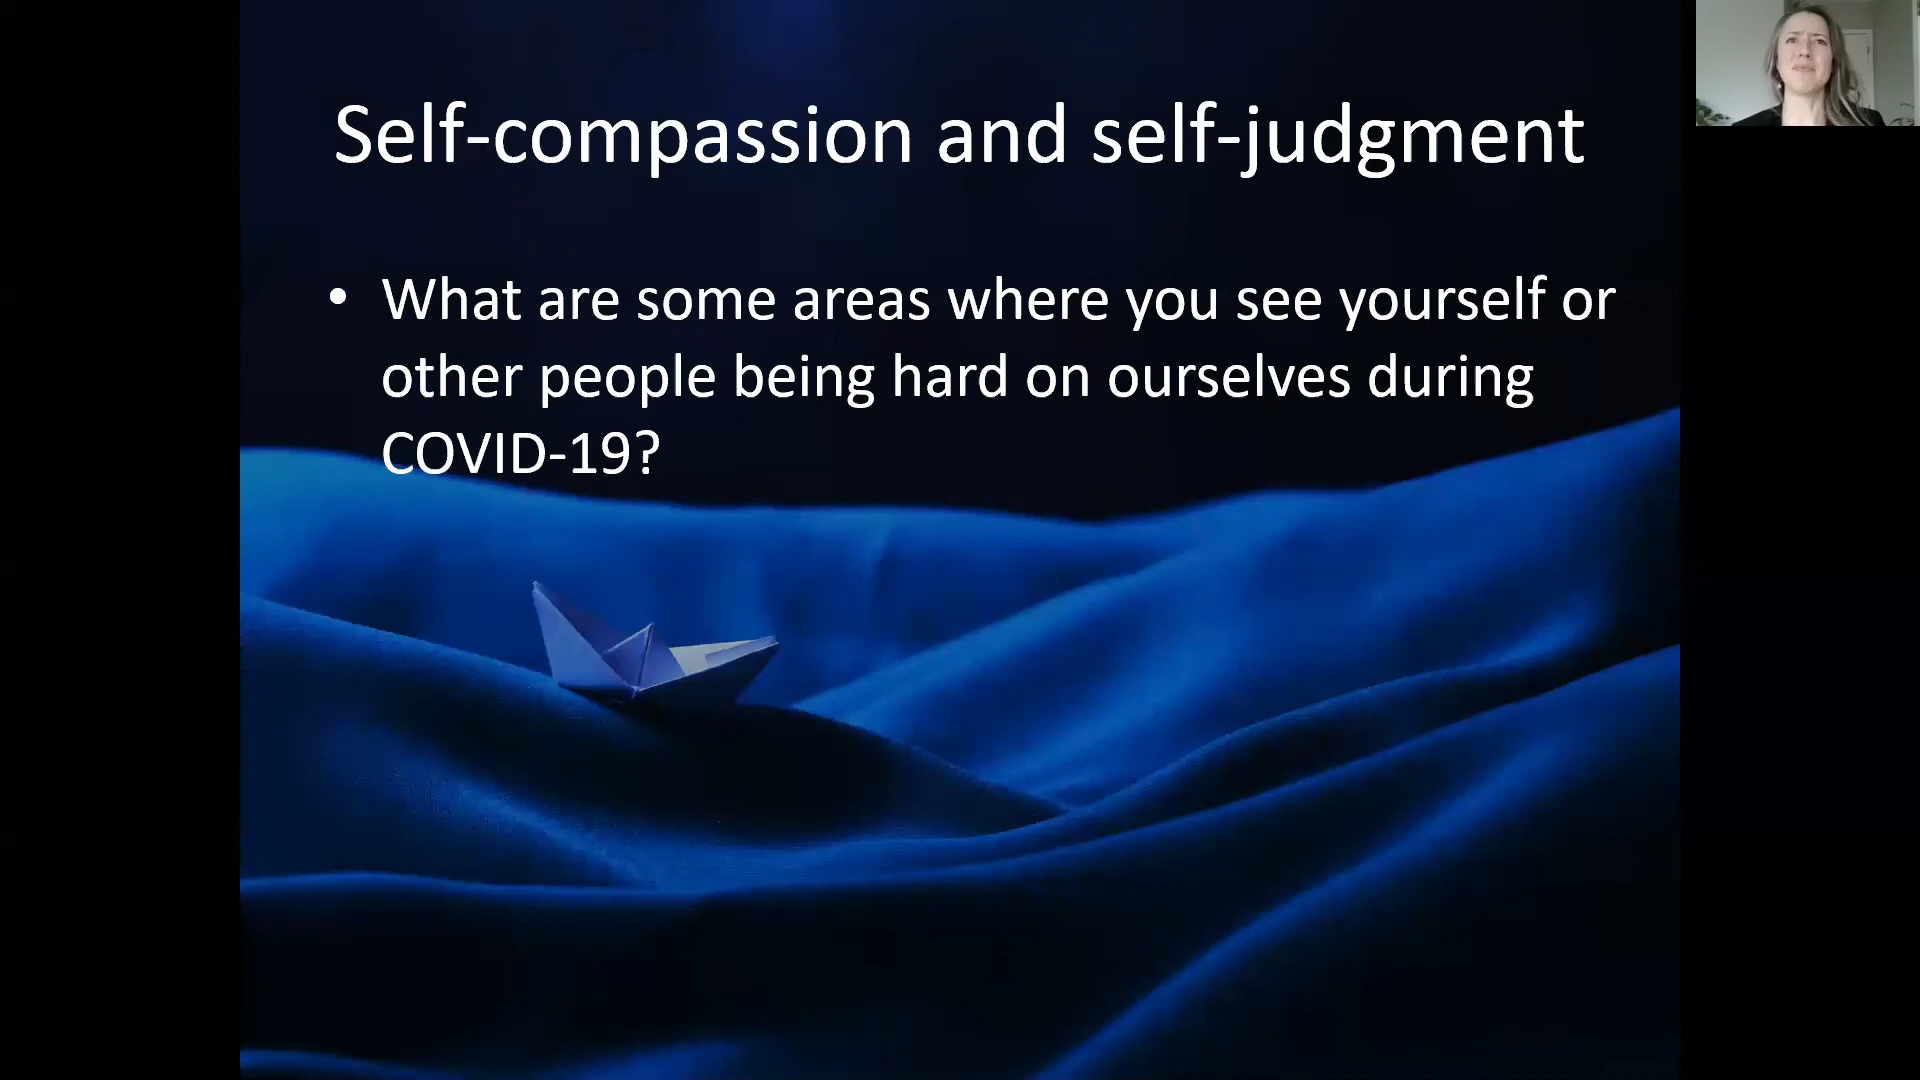 Self-compassion and self-judgment
• What are some areas where you see yourself or
other people being hard on ourselves during
COVID-19?